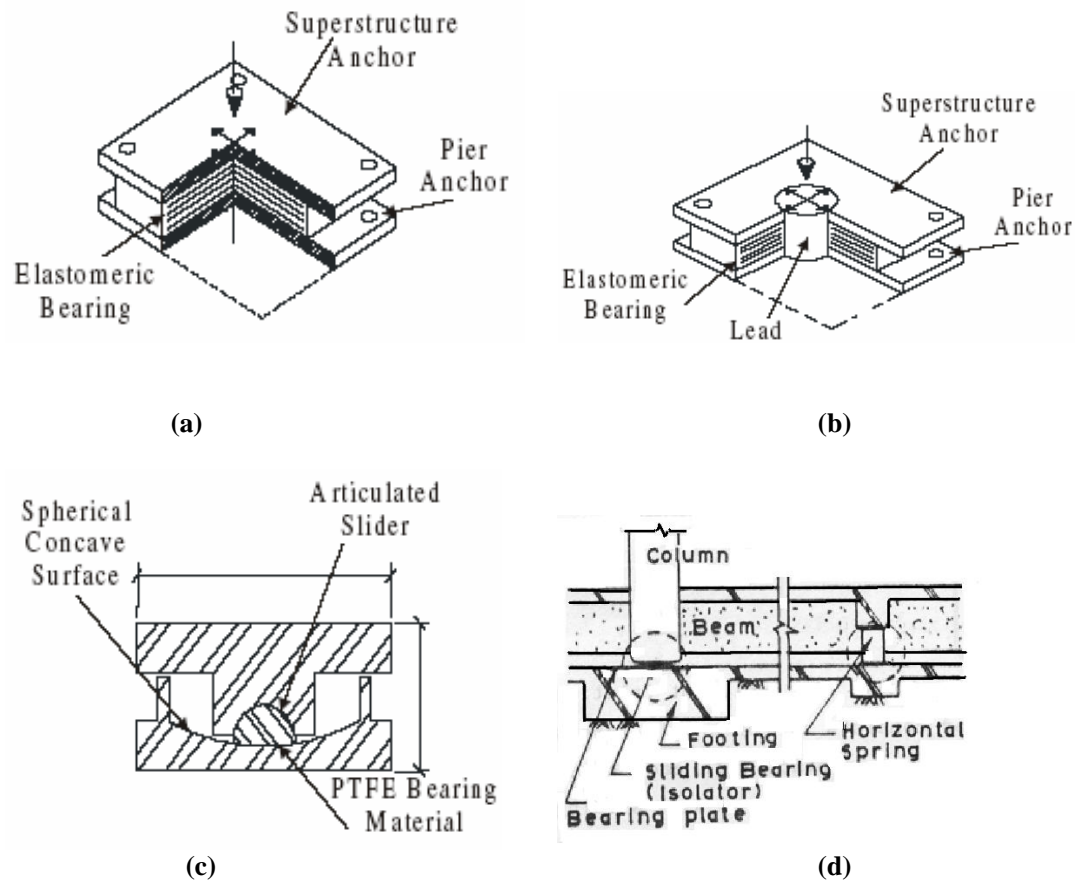 Superstructure
Anchor
Pier
Anchor
Elastomeric
Bearing
(a)
Superstructure
Anchor
Pier
Anchor
Elastomeric
Bearing
Lead
(b)
Articulated
Slider
Spherical
Concave
Surface
PTFE Bearing
Material
(c)
Column
Beam
Footing
Horizontal
Spring
Sliding Bearing
(Isolator)
Bearing plate
(d)